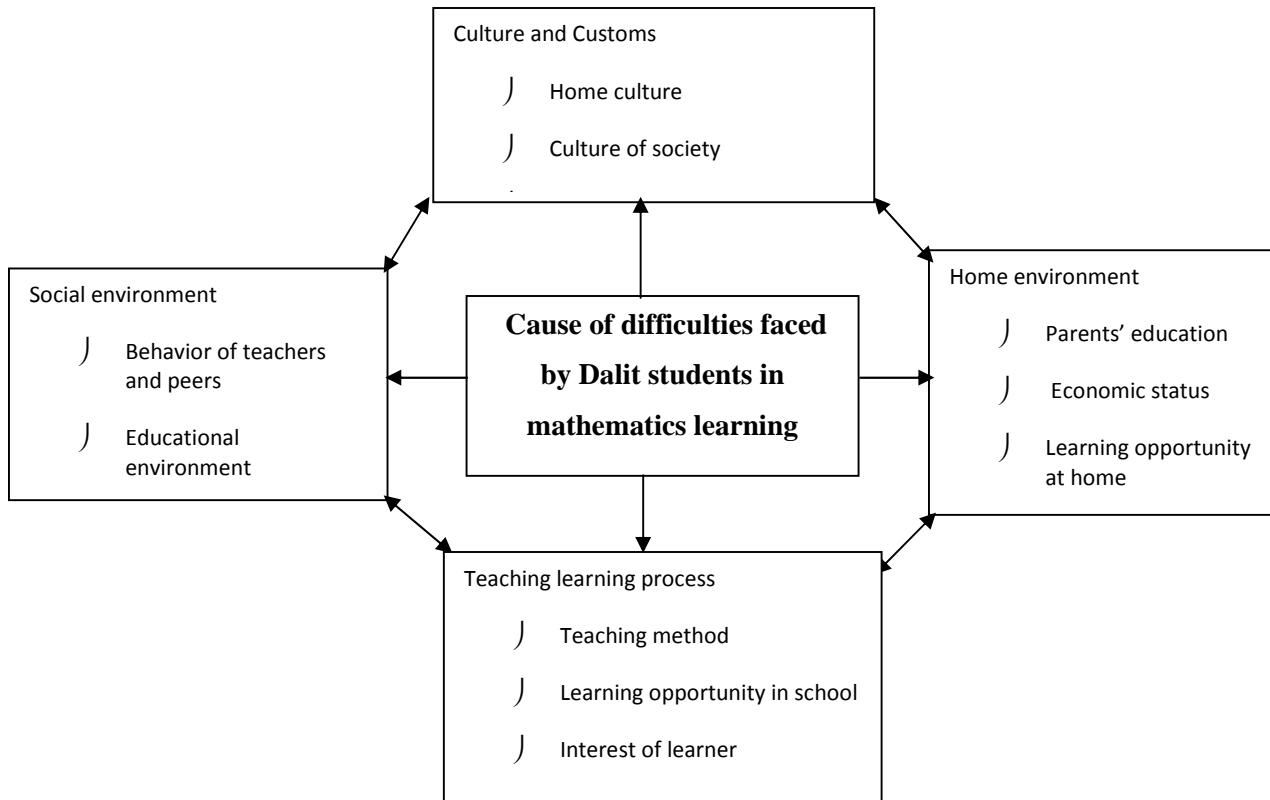 Culture and Customs
Home culture
Culture of society
Social environment
Behavior of teachers
and peers
Educational
environment
Cause of difficulties faced
by Dalit students in
mathematics learning
Home environment
Parents’ education
Economic status
Learning opportunity
at home
Teaching learning process
Teaching method
Learning opportunity in school
Interest of learner